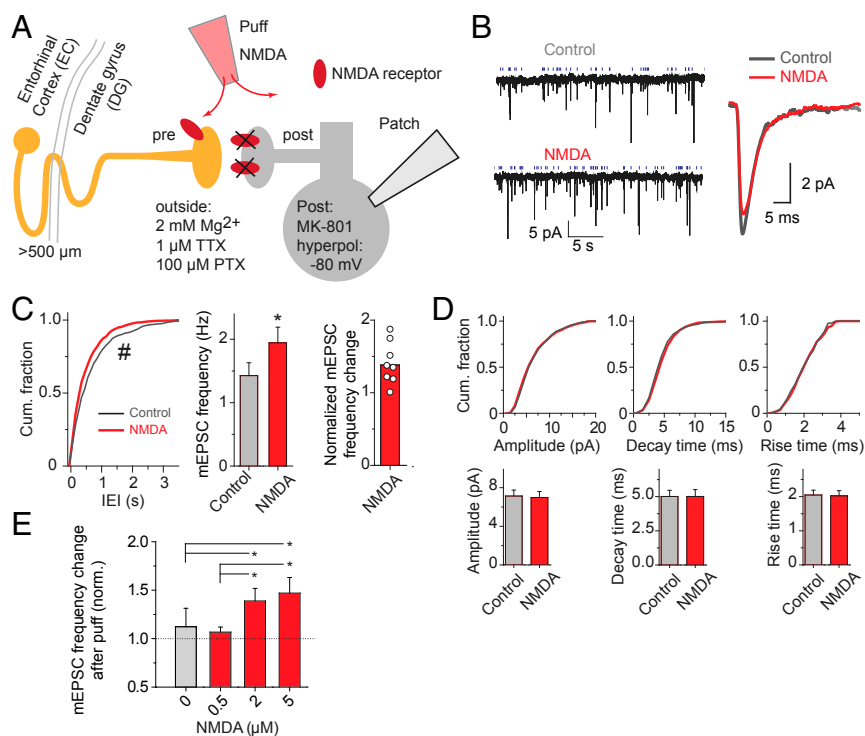 A
Entorhinal
Cortex (EC)
Dentate gyrus
(DG)
Puff
NMDA
NMDA receptor
pre
post
Patch
outside:
2 mM Mg2+
1 µM TTX
100 µM PTX
Post:
MK-801
hyperpol:
-80 mV
>500 µm
B
Control
NMDA
5 pA
5 s
Control
NMDA
2 pA
5 ms
C
Cum. fraction
1.0
0.5
0
#
Control
NMDA
0 1 2 3
IEI (s)
mEPSC frequency (Hz)
2
1
0
*
Control
NMDA
Normalized mEPSC
frequency change
2
1
0
NMDA
D
Cum. fraction
1.0
0.5
0.0
0 10 20
Amplitude (pA)
1.0
0.5
0.0
0 5 10 15
Decay time (ms)
1.0
0.5
0.0
0 2 4
Rise time (ms)
Amplitude (pA)
8
4
0
Control
NMDA
Decay time (ms)
5.0
2.5
0.0
Control
NMDA
Rise time (ms)
2
1
0
Control
NMDA
E
mEPSC frequency change
after puff (norm.)
2.0
1.5
1.0
0.5
*
*
*
*
0 0.5 2 5
NMDA (µM)